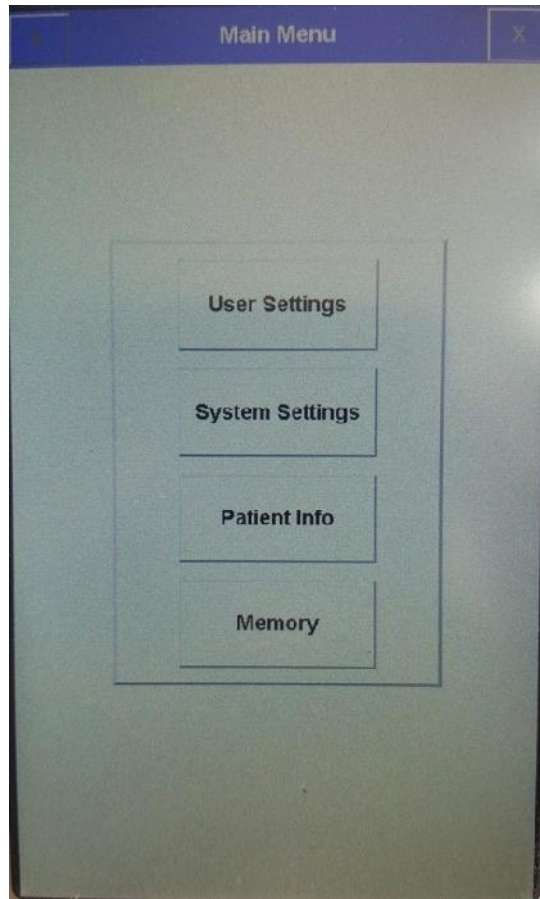 Main Menu
X
User Settings
System Settings
Patient Info
Memory